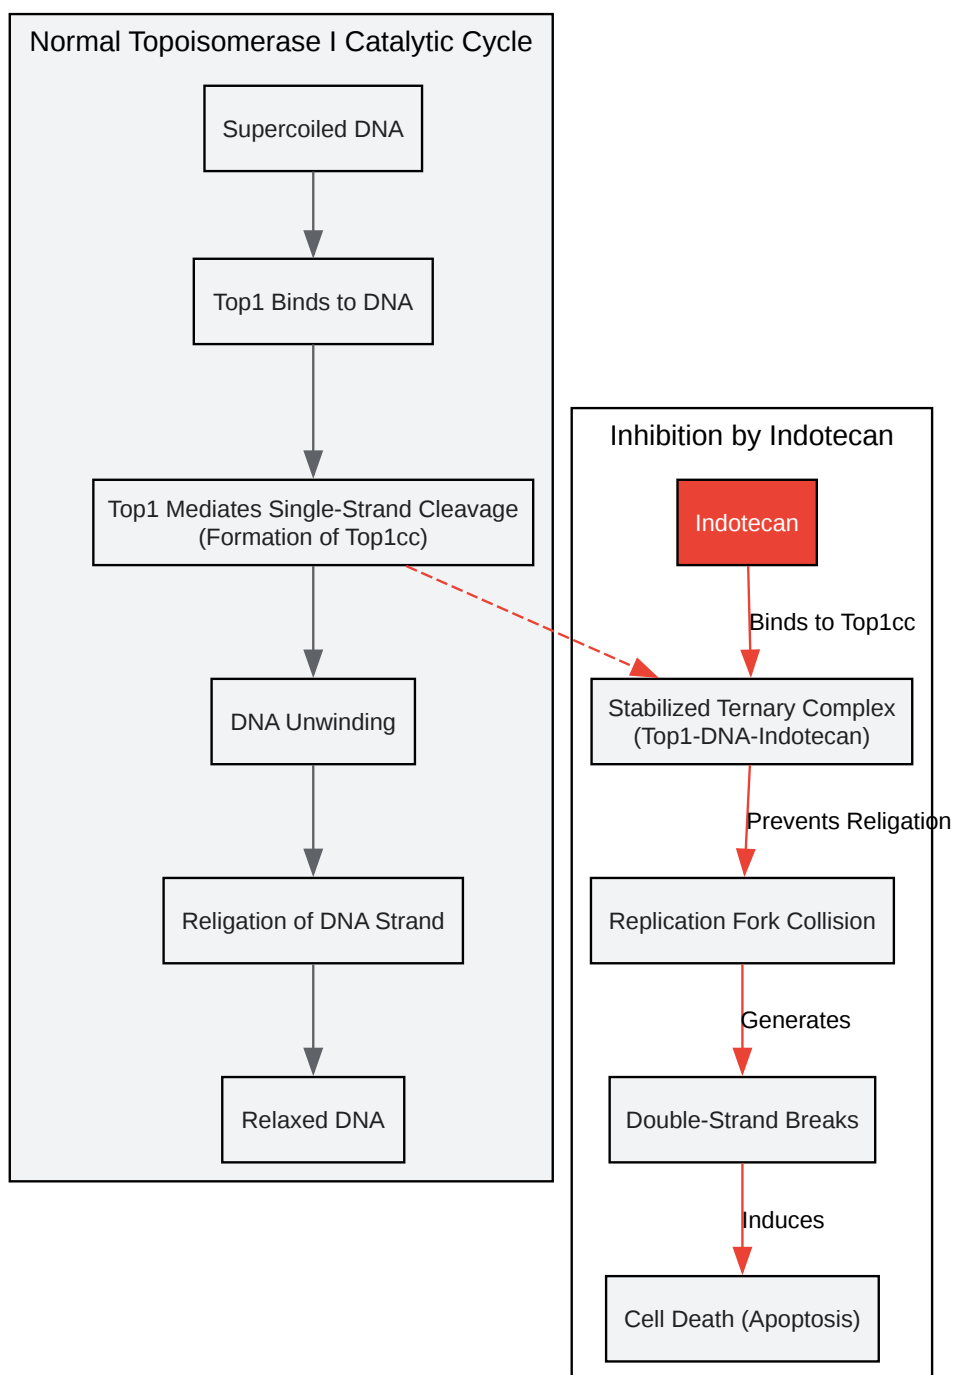 Normal Topoisomerase I Catalytic Cycle
Supercoiled DNA
Top1 Binds to DNA
Top1 Mediates Single-Strand Cleavage
(Formation of Top1cc)
DNA Unwinding
Religation of DNA Strand
Relaxed DNA
Inhibition by Indotecan
Indotecan
Binds to Top1cc
Stabilized Ternary Complex
(Top1-DNA-Indotecan)
Prevents Religation
Replication Fork Collision
Generates
Double-Strand Breaks
Induces
Cell Death (Apoptosis)